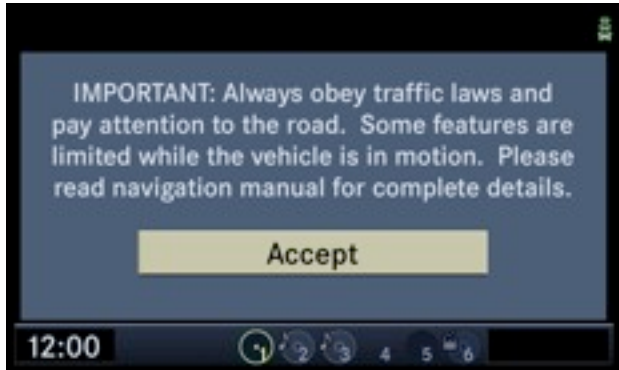 IMPORTANT: Always obey traffic laws and
pay attention to the road. Some features are
limited while the vehicle is in motion. Please
read navigation manual for complete details.
Accept
12:00 1 2 3 4 5 6